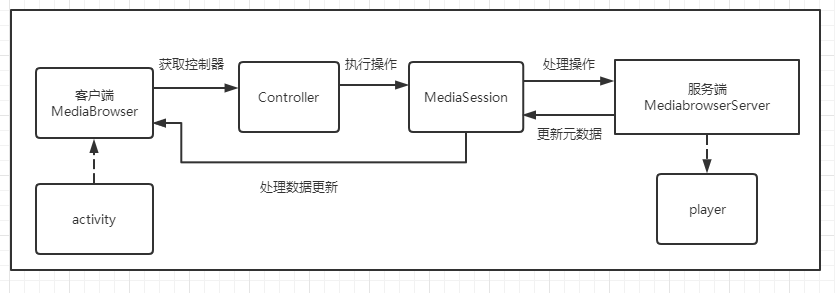 获取控制器
执行操作
处理操作
客户端
MediaBrowser
Controller
MediaSession
服务端
MediabrowserServer
更新元数据
处理数据更新
activity
player